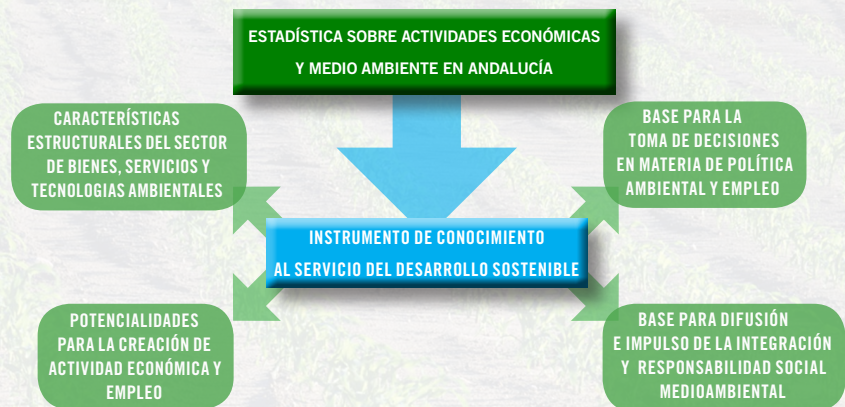 ESTADÍSTICA SOBRE ACTIVIDADES ECONÓMICAS
Y MEDIO AMBIENTE EN ANDALUCÍA
CARACTERÍSTICAS
ESTRUCTURALES DEL SECTOR
DE BIENES, SERVICIOS Y
TECNOLOGIAS AMBIENTALES
BASE PARA LA
TOMA DE DECISIONES
EN MATERIA DE POLÍTICA
AMBIENTAL Y EMPLEO
INSTRUMENTO DE CONOCIMIENTO
AL SERVICIO DEL DESARROLLO SOSTENIBLE
POTENCIALIDADES
PARA LA CREACIÓN DE
ACTIVIDAD ECONÓMICA Y
EMPLEO
BASE PARA DIFUSIÓN
E IMPULSO DE LA INTEGRACIÓN
Y RESPONSABILIDAD SOCIAL
MEDIOAMBIENTAL